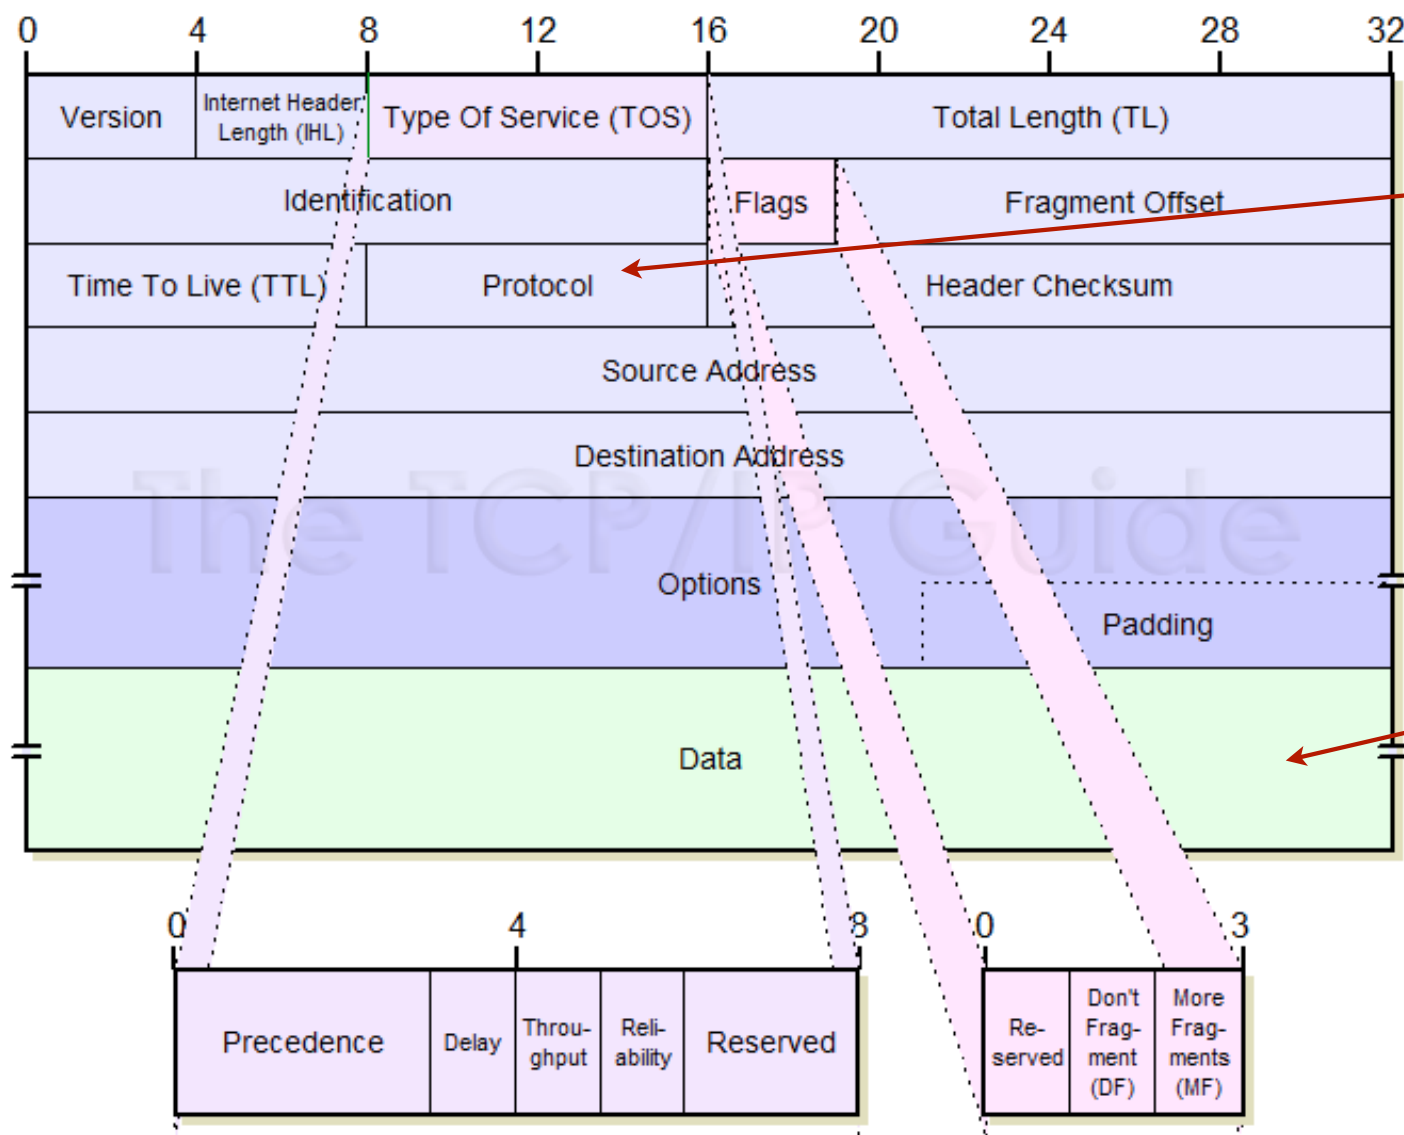 0 4 8 12 16 20 24 28 32
Version
Internet Header
Length (IHL)
Type Of Service (TOS)
Total Length (TL)
Identification
Flags
Fragment Offset
Time To Live (TTL)
Protocol
Header Checksum
Source Address
Destination Address
The TCP/IP Guide
Options
Padding
Data
0 4 8
0 3
Precedence
Delay
Throu-
ghput
Reli-
ability
Reserved
Re-
served
Don't
Frag-
ment
(DF)
More
Frag-
ments
(MF)